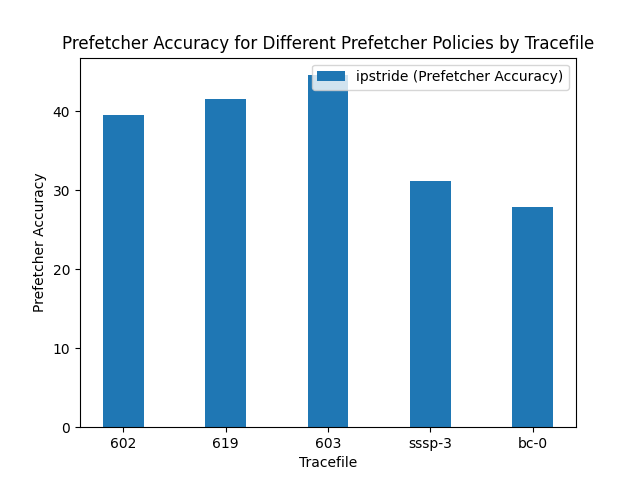 Prefetcher Accuracy for Different Prefetcher Policies by Tracefile
ipstride (Prefetcher Accuracy)
Prefetcher Accuracy
40
30
20
10
0
602 619 603 sssp-3 bc-0
Tracefile